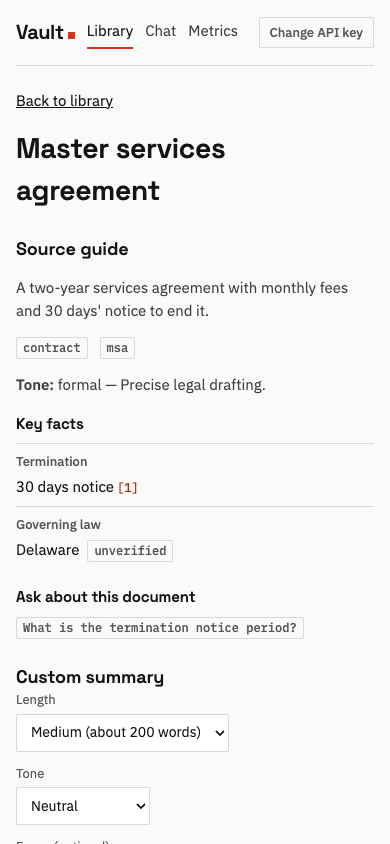 Vault Library Chat Metrics Change API key
Back to library
Master services
agreement
Source guide
A two-year services agreement with monthly fees
and 30 days' notice to end it.
contract msa
Tone: formal — Precise legal drafting.
Key facts
Termination
30 days notice [1]
Governing law
Delaware unverified
Ask about this document
What is the termination notice period?
Custom summary
Length
Medium (about 200 words)
Tone
Neutral